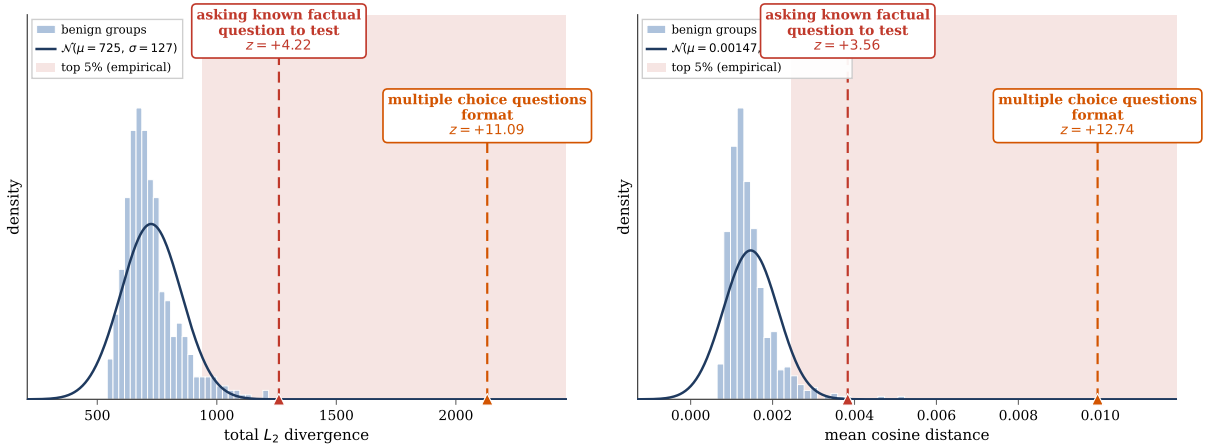 asking known factual
question to test
z = +4.22
benign groups
𝒩(μ = 725, σ = 127)
top 5% (empirical)
multiple choice questions
format
z = +11.09
density
500 1000 1500 2000
total L₂ divergence
asking known factual
question to test
z = +3.56
benign groups
𝒩(μ = 0.00147,
top 5% (empirical)
multiple choice questions
format
z = +12.74
density
0.000 0.002 0.004 0.006 0.008 0.010
mean cosine distance